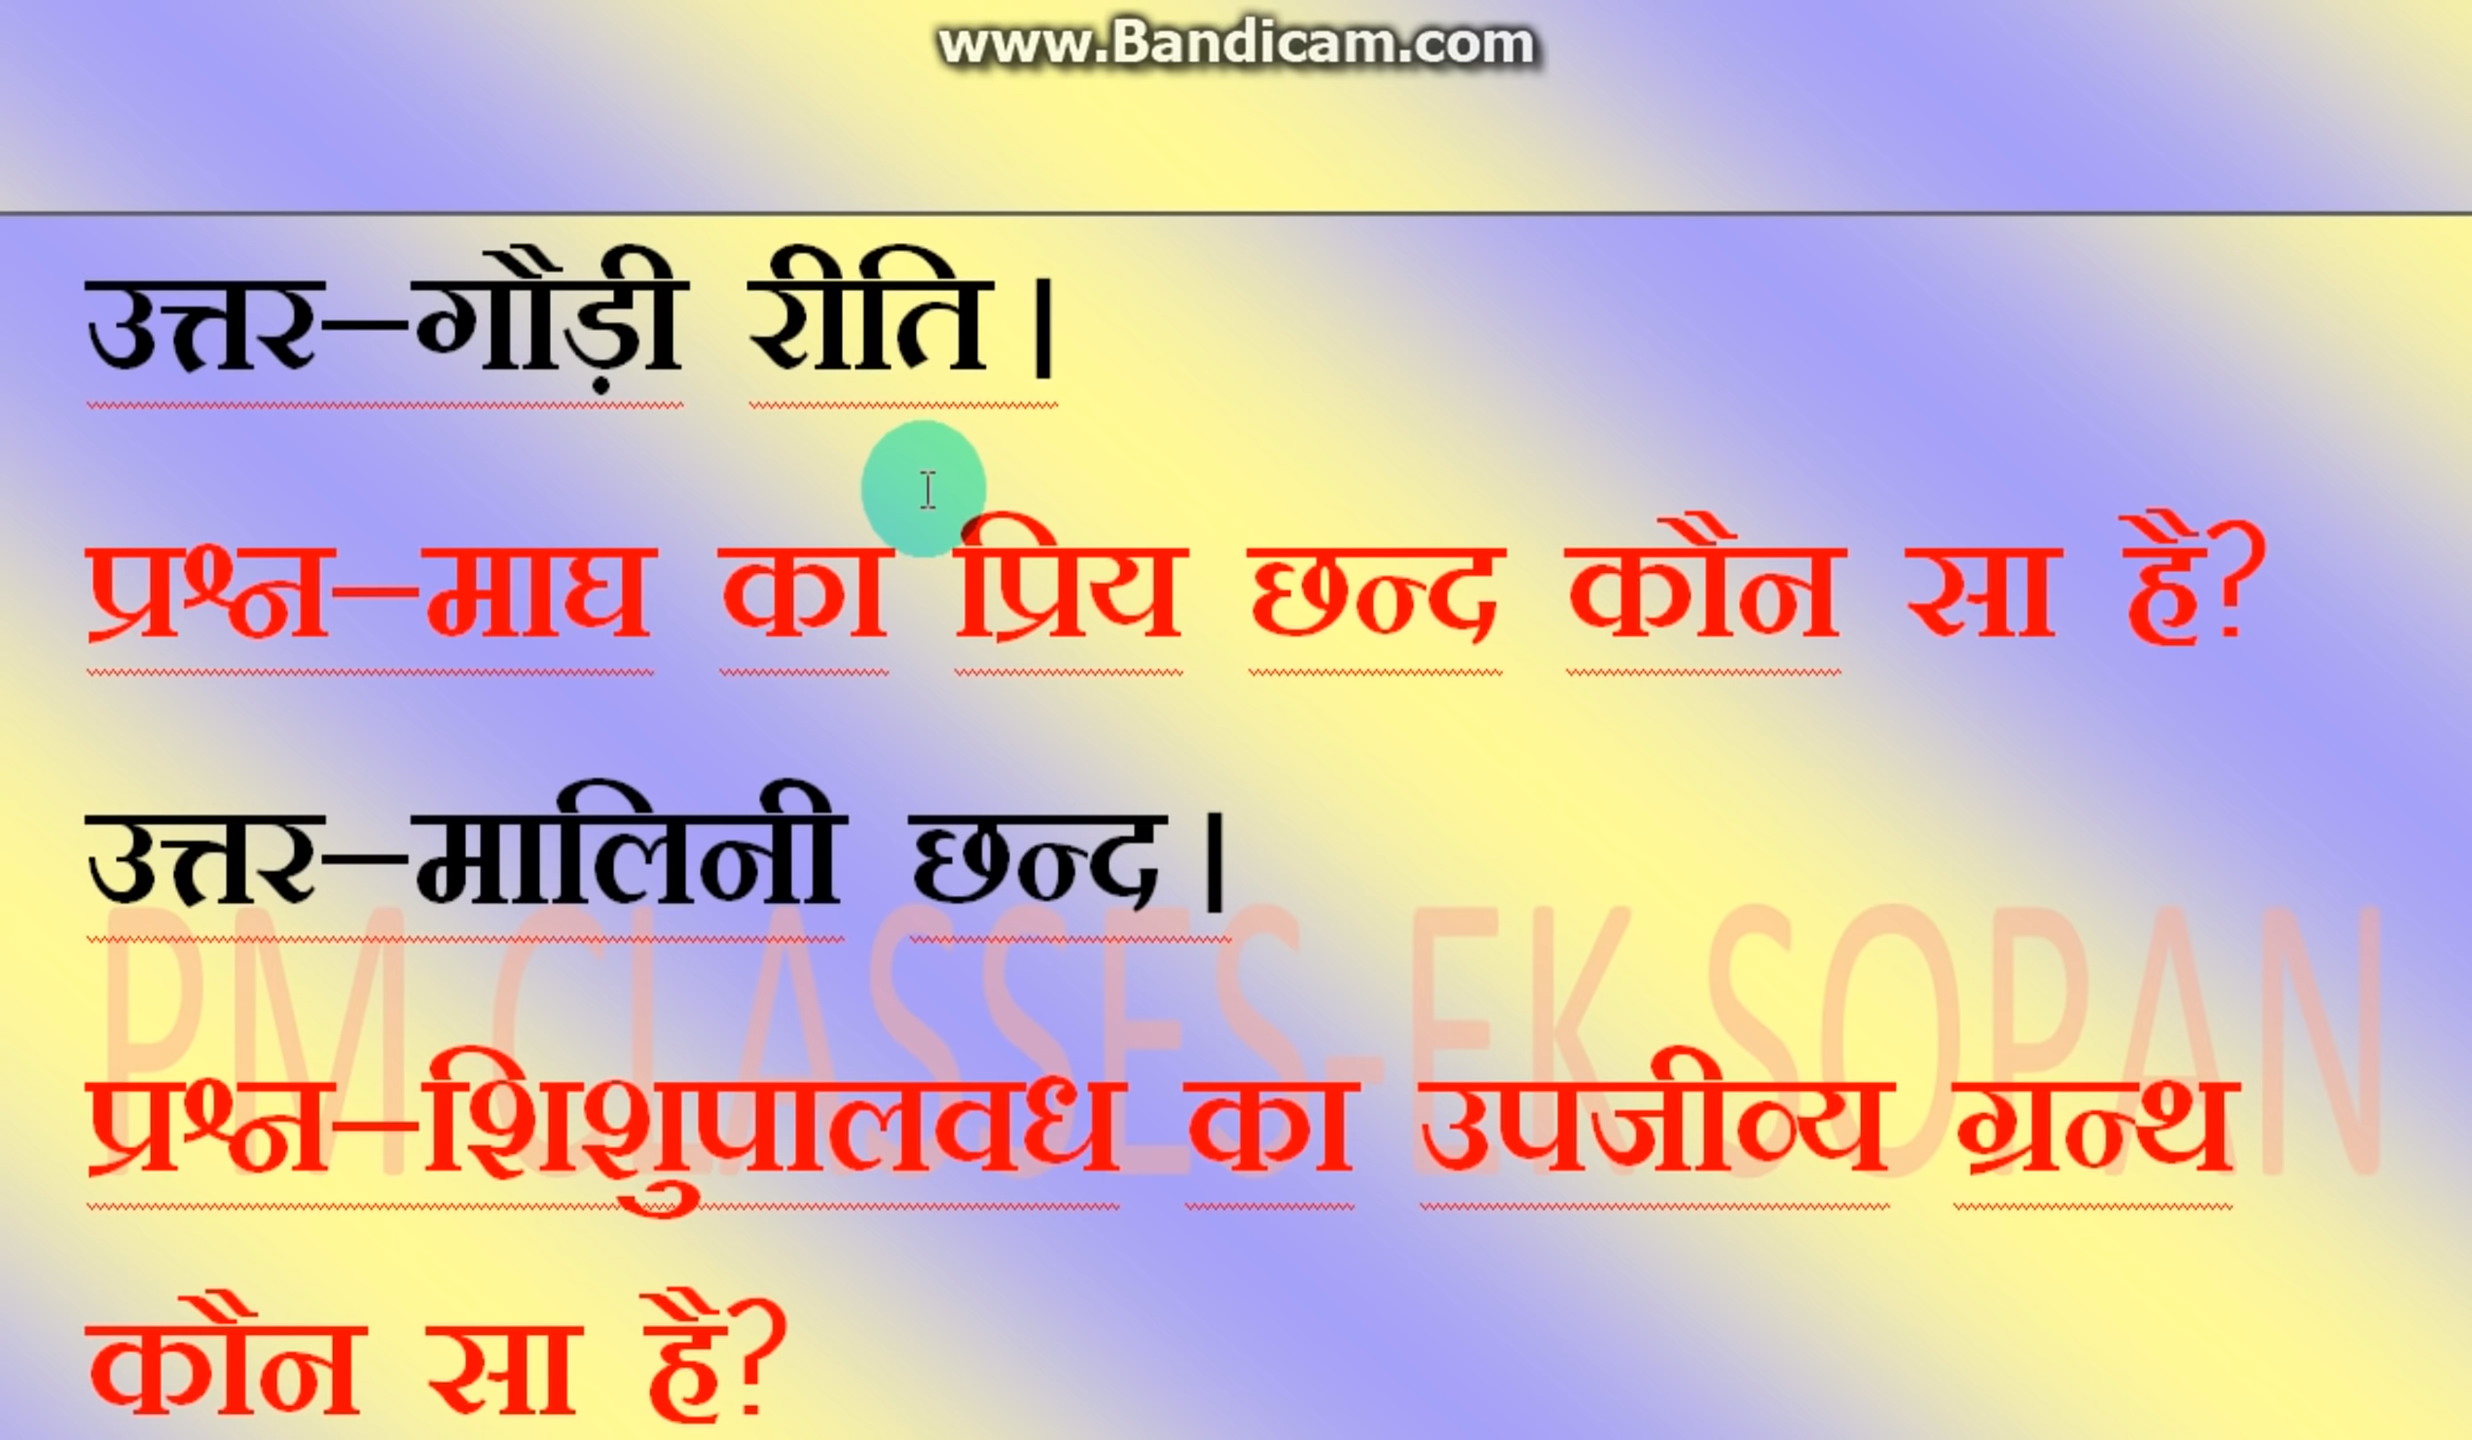 www.Bandicam.com
उत्तर–गौड़ी रीति।
प्रश्न–माघ का प्रिय छन्द कौन सा है?
उत्तर–मालिनी छन्द।
PM CLASSES-EK SOPAN
प्रश्न–शिशुपालवध का उपजीव्य ग्रन्थ
कौन सा है?